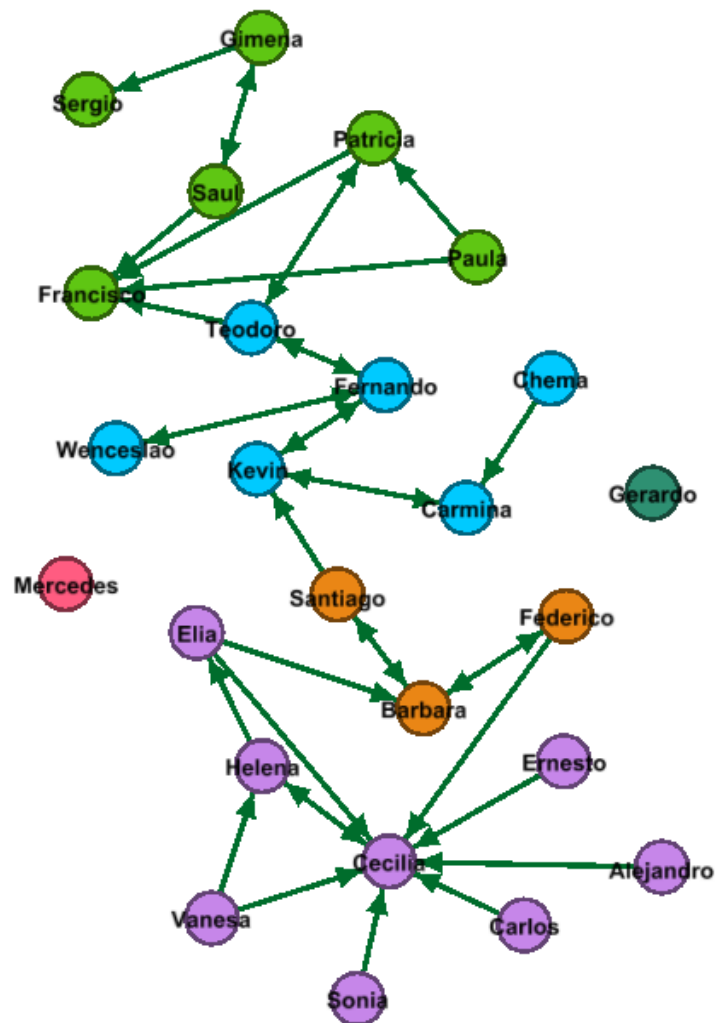 Gimena
Sergio
Patricia
Saul
Paula
Francisco
Teodoro
Fernando
Chema
Wenceslao
Kevin
Carmina
Gerardo
Mercedes
Santiago
Federico
Elia
Barbara
Helena
Ernesto
Cecilia
Alejandro
Vanesa
Carlos
Sonia